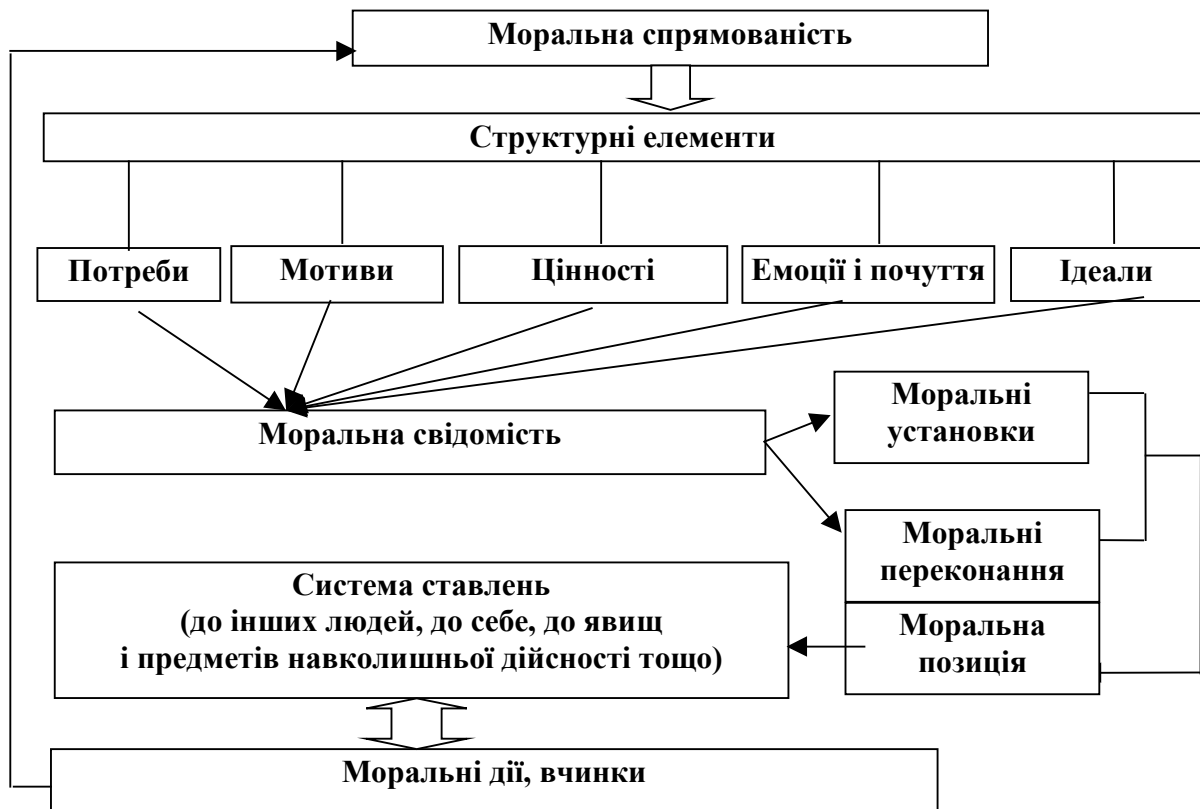 Моральна спрямованість
Структурні елементи
Потреби
Мотиви
Цінності
Емоції і почуття
Ідеали
Моральна свідомість
Моральні
установки
Моральні
переконання
Система ставлень
(до інших людей, до себе, до явищ
і предметів навколишньої дійсності тощо)
Моральна
позиція
Моральні дії, вчинки